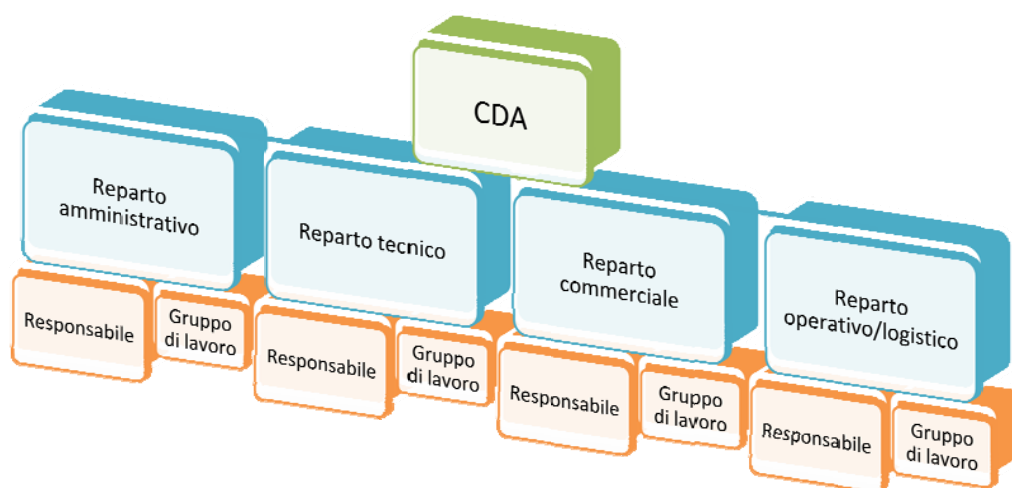 CDA
Reparto
amministrativo
Reparto tecnico
Reparto
commerciale
Reparto
operativo/logistico
Responsabile
Gruppo
di lavoro
Responsabile
Gruppo
di lavoro
Responsabile
Gruppo
di lavoro
Responsabile
Gruppo
di lavoro